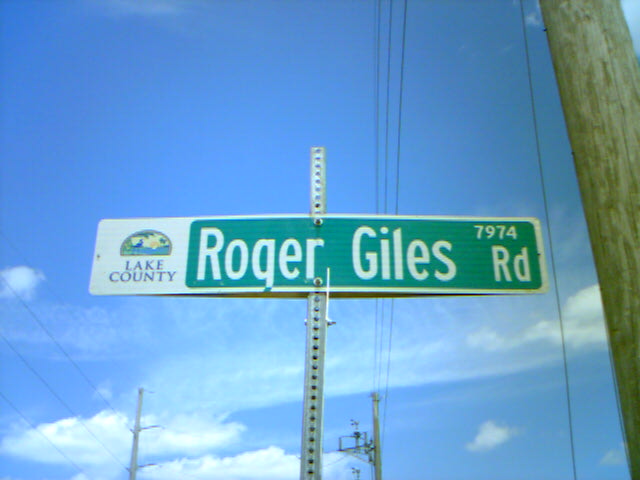 LAKE
COUNTY
Roger Giles Rd
7974